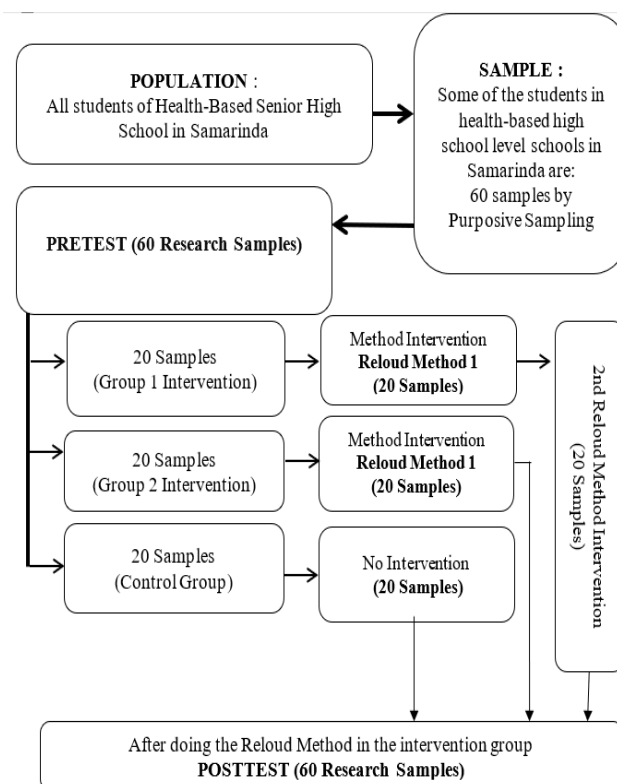 POPULATION :
All students of Health-Based Senior High
School in Samarinda
SAMPLE :
Some of the students in
health-based high
school level schools in
Samarinda are:
60 samples by
Purposive Sampling
PRETEST (60 Research Samples)
20 Samples
(Group 1 Intervention)
Method Intervention
Reloud Method 1
(20 Samples)
2nd Reloud Method Intervention
(20 Samples)
20 Samples
(Group 2 Intervention)
Method Intervention
Reloud Method 1
(20 Samples)
20 Samples
(Control Group)
No Intervention
(20 Samples)
After doing the Reloud Method in the intervention group
POSTTEST (60 Research Samples)